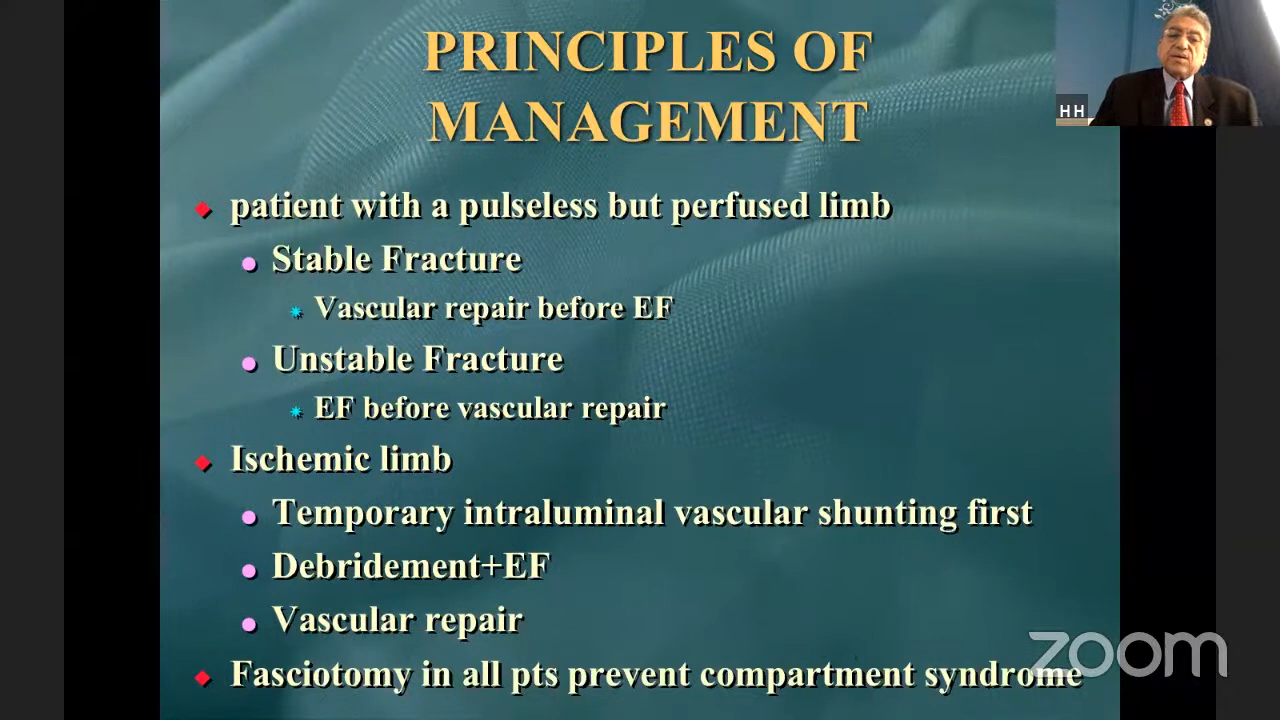 PRINCIPLES OF
MANAGEMENT
patient with a pulseless but perfused limb
Stable Fracture
Vascular repair before EF
Unstable Fracture
EF before vascular repair
Ischemic limb
Temporary intraluminal vascular shunting first
Debridement+EF
Vascular repair
Fasciotomy in all pts prevent compartment syndrome
HH
zoom